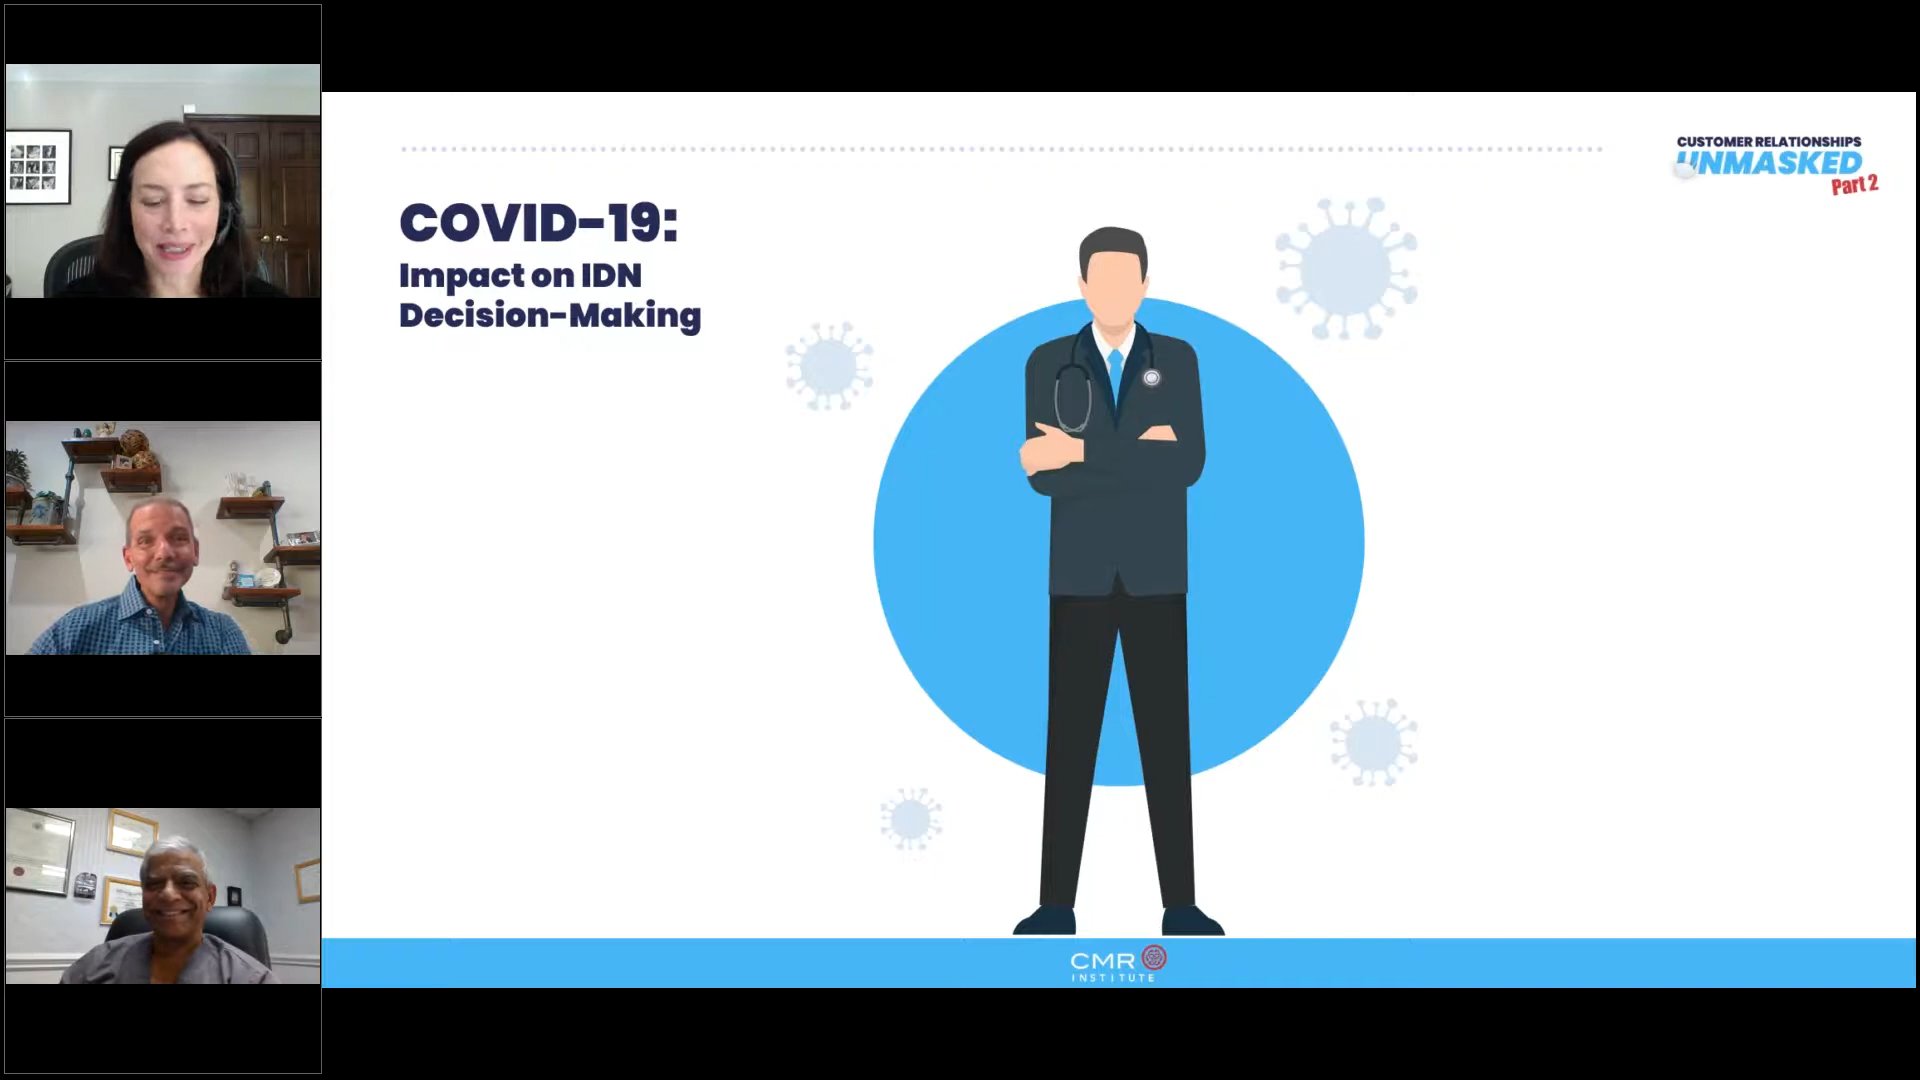 CUSTOMER RELATIONSHIPS
UNMASKED
Part 2
COVID-19:
Impact on IDN
Decision-Making
CMR
INSTITUTE